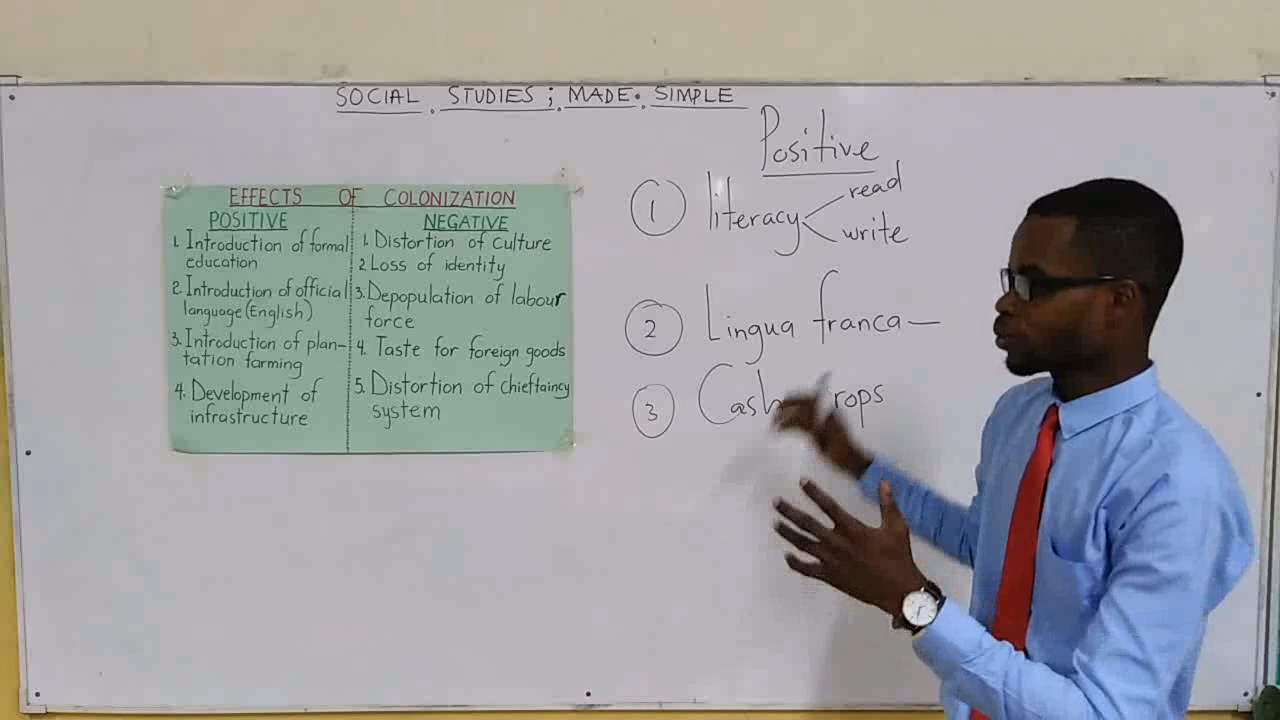 SOCIAL STUDIES; MADE SIMPLE
EFFECTS OF COLONIZATION
POSITIVE
1. Introduction of formal
education
2. Introduction of official
language (English)
3. Introduction of plan-
tation farming
4. Development of
infrastructure
NEGATIVE
1. Distortion of Culture
2. Loss of identity
3. Depopulation of labour
force
4. Taste for foreign goods
5. Distortion of chieftaincy
system
Positive
1 literacy
read
write
2 Lingua franca —
3